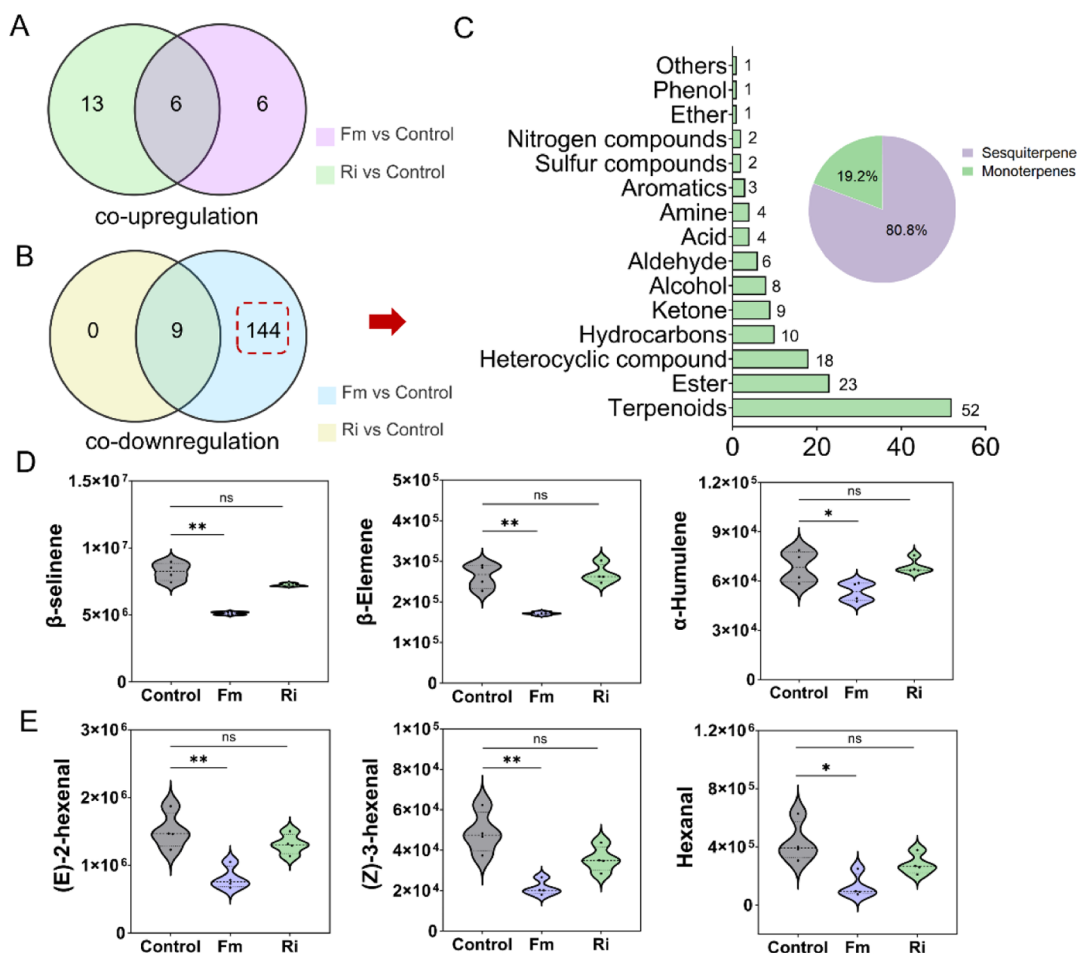 A
13
6
6
Fm vs Control
Ri vs Control
co-upregulation
B
0
9
144
Fm vs Control
Ri vs Control
co-downregulation
C
Others 1
Phenol 1
Ether 1
Nitrogen compounds 2
Sulfur compounds 2
Aromatics 3
Amine 4
Acid 4
Aldehyde 6
Alcohol 8
Ketone 9
Hydrocarbons 10
Heterocyclic compound 18
Ester 23
Terpenoids 52
0 20 40 60
19.2%
80.8%
Sesquiterpene
Monoterpenes
D
β-selinene
1.5×10⁷
1×10⁷
5×10⁶
0
ns
**
Control Fm Ri
β-Elemene
5×10⁵
4×10⁵
3×10⁵
2×10⁵
1×10⁵
0
ns
**
Control Fm Ri
α-Humulene
1.2×10⁵
9×10⁴
6×10⁴
3×10⁴
0
ns
*
Control Fm Ri
E
(E)-2-hexenal
3×10⁶
2×10⁶
1×10⁶
0
ns
**
Control Fm Ri
(Z)-3-hexenal
1×10⁵
8×10⁴
6×10⁴
4×10⁴
2×10⁴
0
ns
**
Control Fm Ri
Hexanal
1.2×10⁶
8×10⁵
4×10⁵
0
ns
*
Control Fm Ri